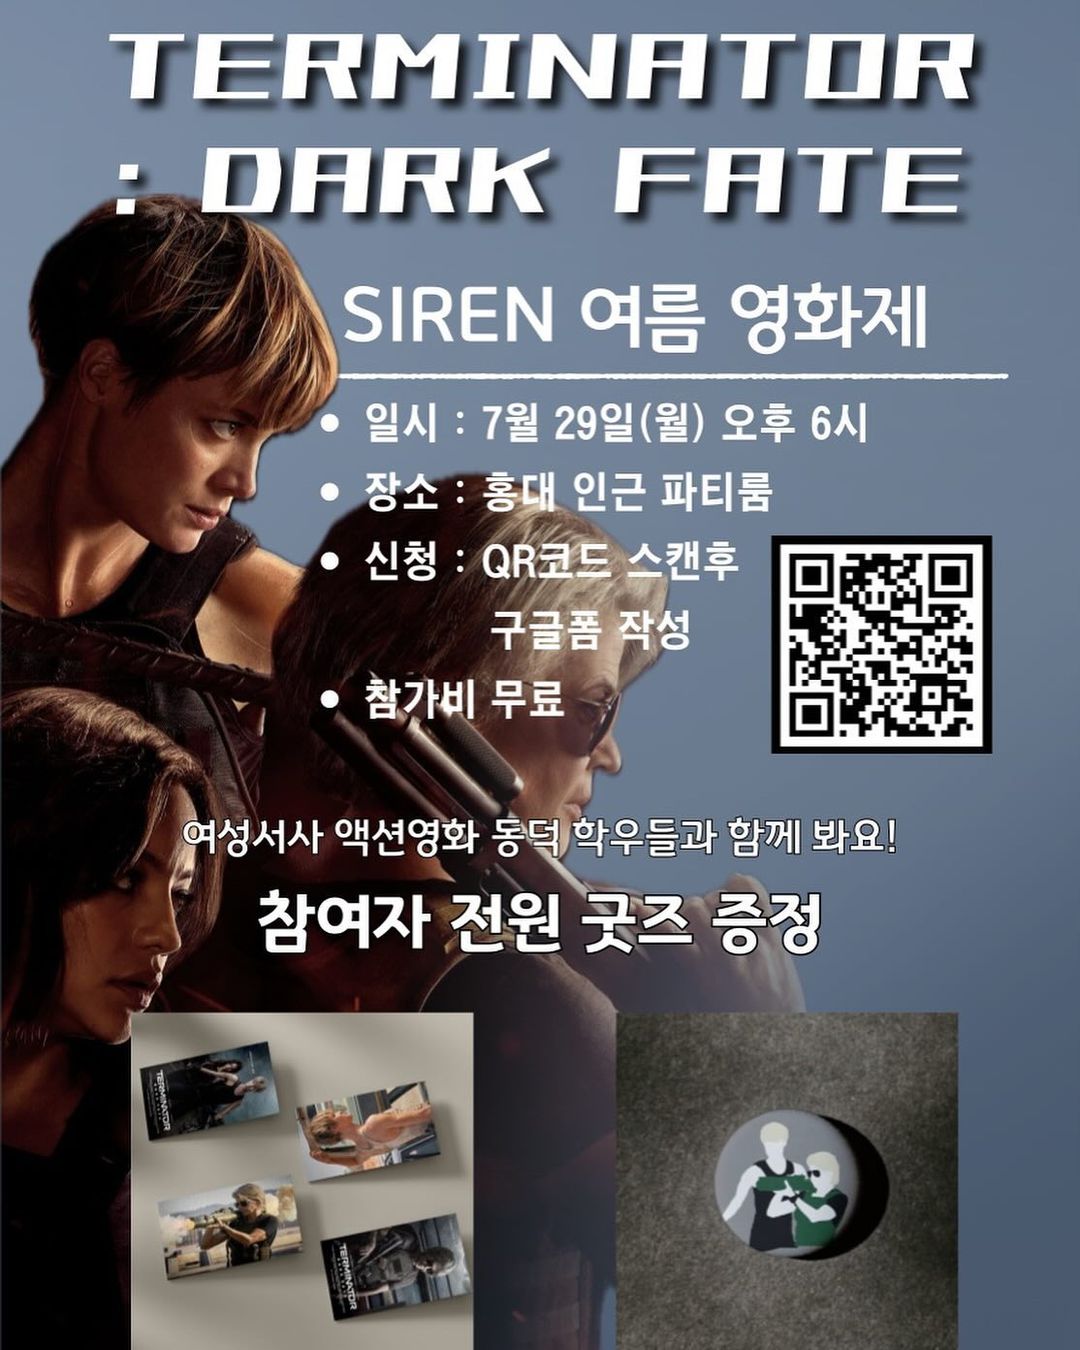 TERMINATOR
: DARK FATE
SIREN 여름 영화제
• 일시 : 7월 29일(월) 오후 6시
• 장소 : 홍대 인근 파티룸
• 신청 : QR코드 스캔후
구글폼 작성
• 참가비 무료
여성서사 액션영화 동덕 학우들과 함께 봐요!
참여자 전원 굿즈 증정
TERMINATOR
TERMINATOR